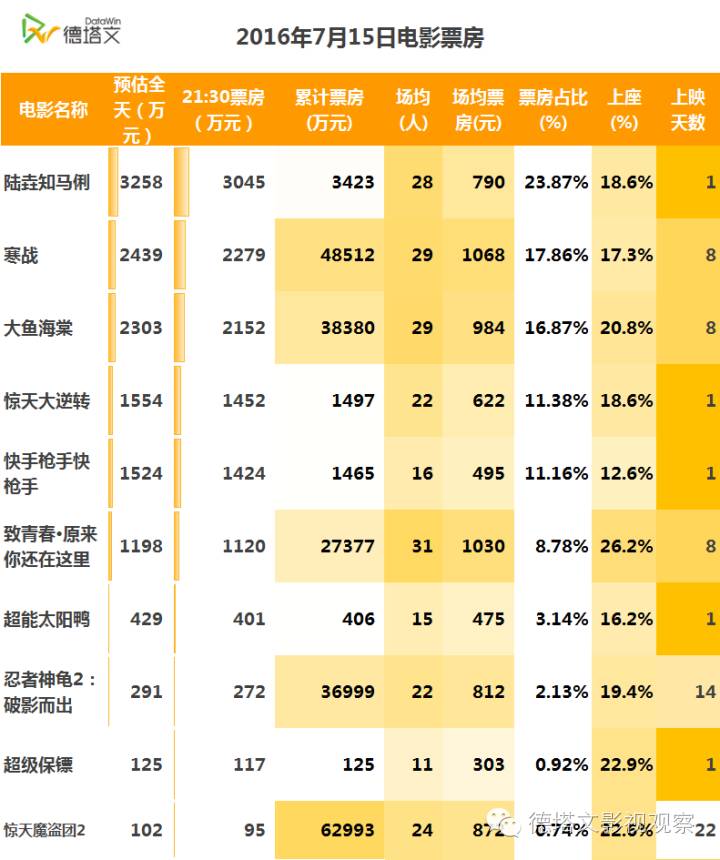 DataWin
德塔文
2016年7月15日电影票房
电影名称 预估全天（万元） 21:30票房（万元） 累计票房(万元) 场均(人) 场均票房(元) 票房占比(%) 上座(%) 上映天数
陆垚知马俐 3258 3045 3423 28 790 23.87% 18.6% 1
寒战 2439 2279 48512 29 1068 17.86% 17.3% 8
大鱼海棠 2303 2152 38380 29 984 16.87% 20.8% 8
惊天大逆转 1554 1452 1497 22 622 11.38% 18.6% 1
快手枪手快枪手 1524 1424 1465 16 495 11.16% 12.6% 1
致青春·原来你还在这里 1198 1120 27377 31 1030 8.78% 26.2% 8
超能太阳鸭 429 401 406 15 475 3.14% 16.2% 1
忍者神龟2：破影而出 291 272 36999 22 812 2.13% 19.4% 14
超级保镖 125 117 125 11 303 0.92% 22.9% 1
惊天魔盗团2 102 95 62993 24 872 0.74% 22.6% 22
德塔文影视观察